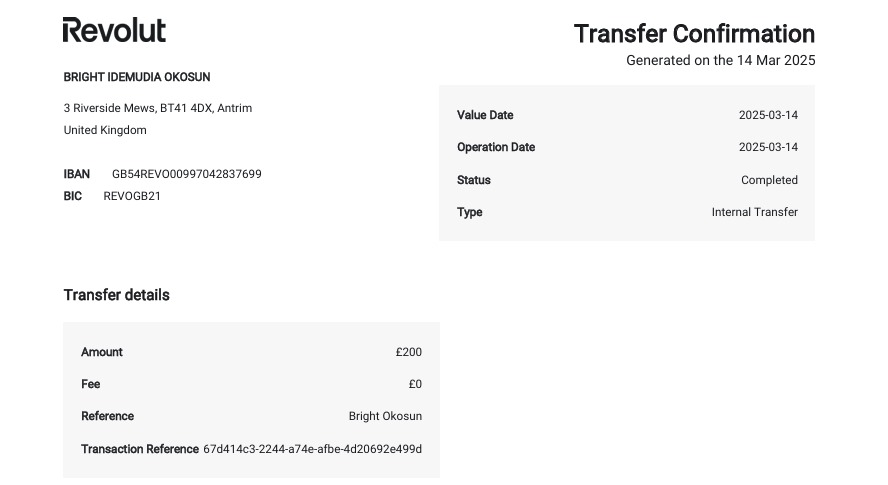 Revolut
BRIGHT IDEMUDIA OKOSUN
3 Riverside Mews, BT41 4DX, Antrim
United Kingdom
IBAN GB54REVO00997042837699
BIC REVOGB21
Transfer Confirmation
Generated on the 14 Mar 2025
Value Date 2025-03-14
Operation Date 2025-03-14
Status Completed
Type Internal Transfer
Transfer details
Amount £200
Fee £0
Reference Bright Okosun
Transaction Reference 67d414c3-2244-a74e-afbe-4d20692e499d